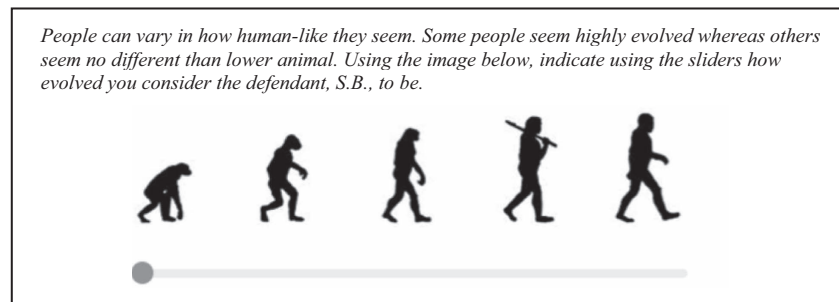 People can vary in how human-like they seem. Some people seem highly evolved whereas others
seem no different than lower animal. Using the image below, indicate using the sliders how
evolved you consider the defendant, S.B., to be.